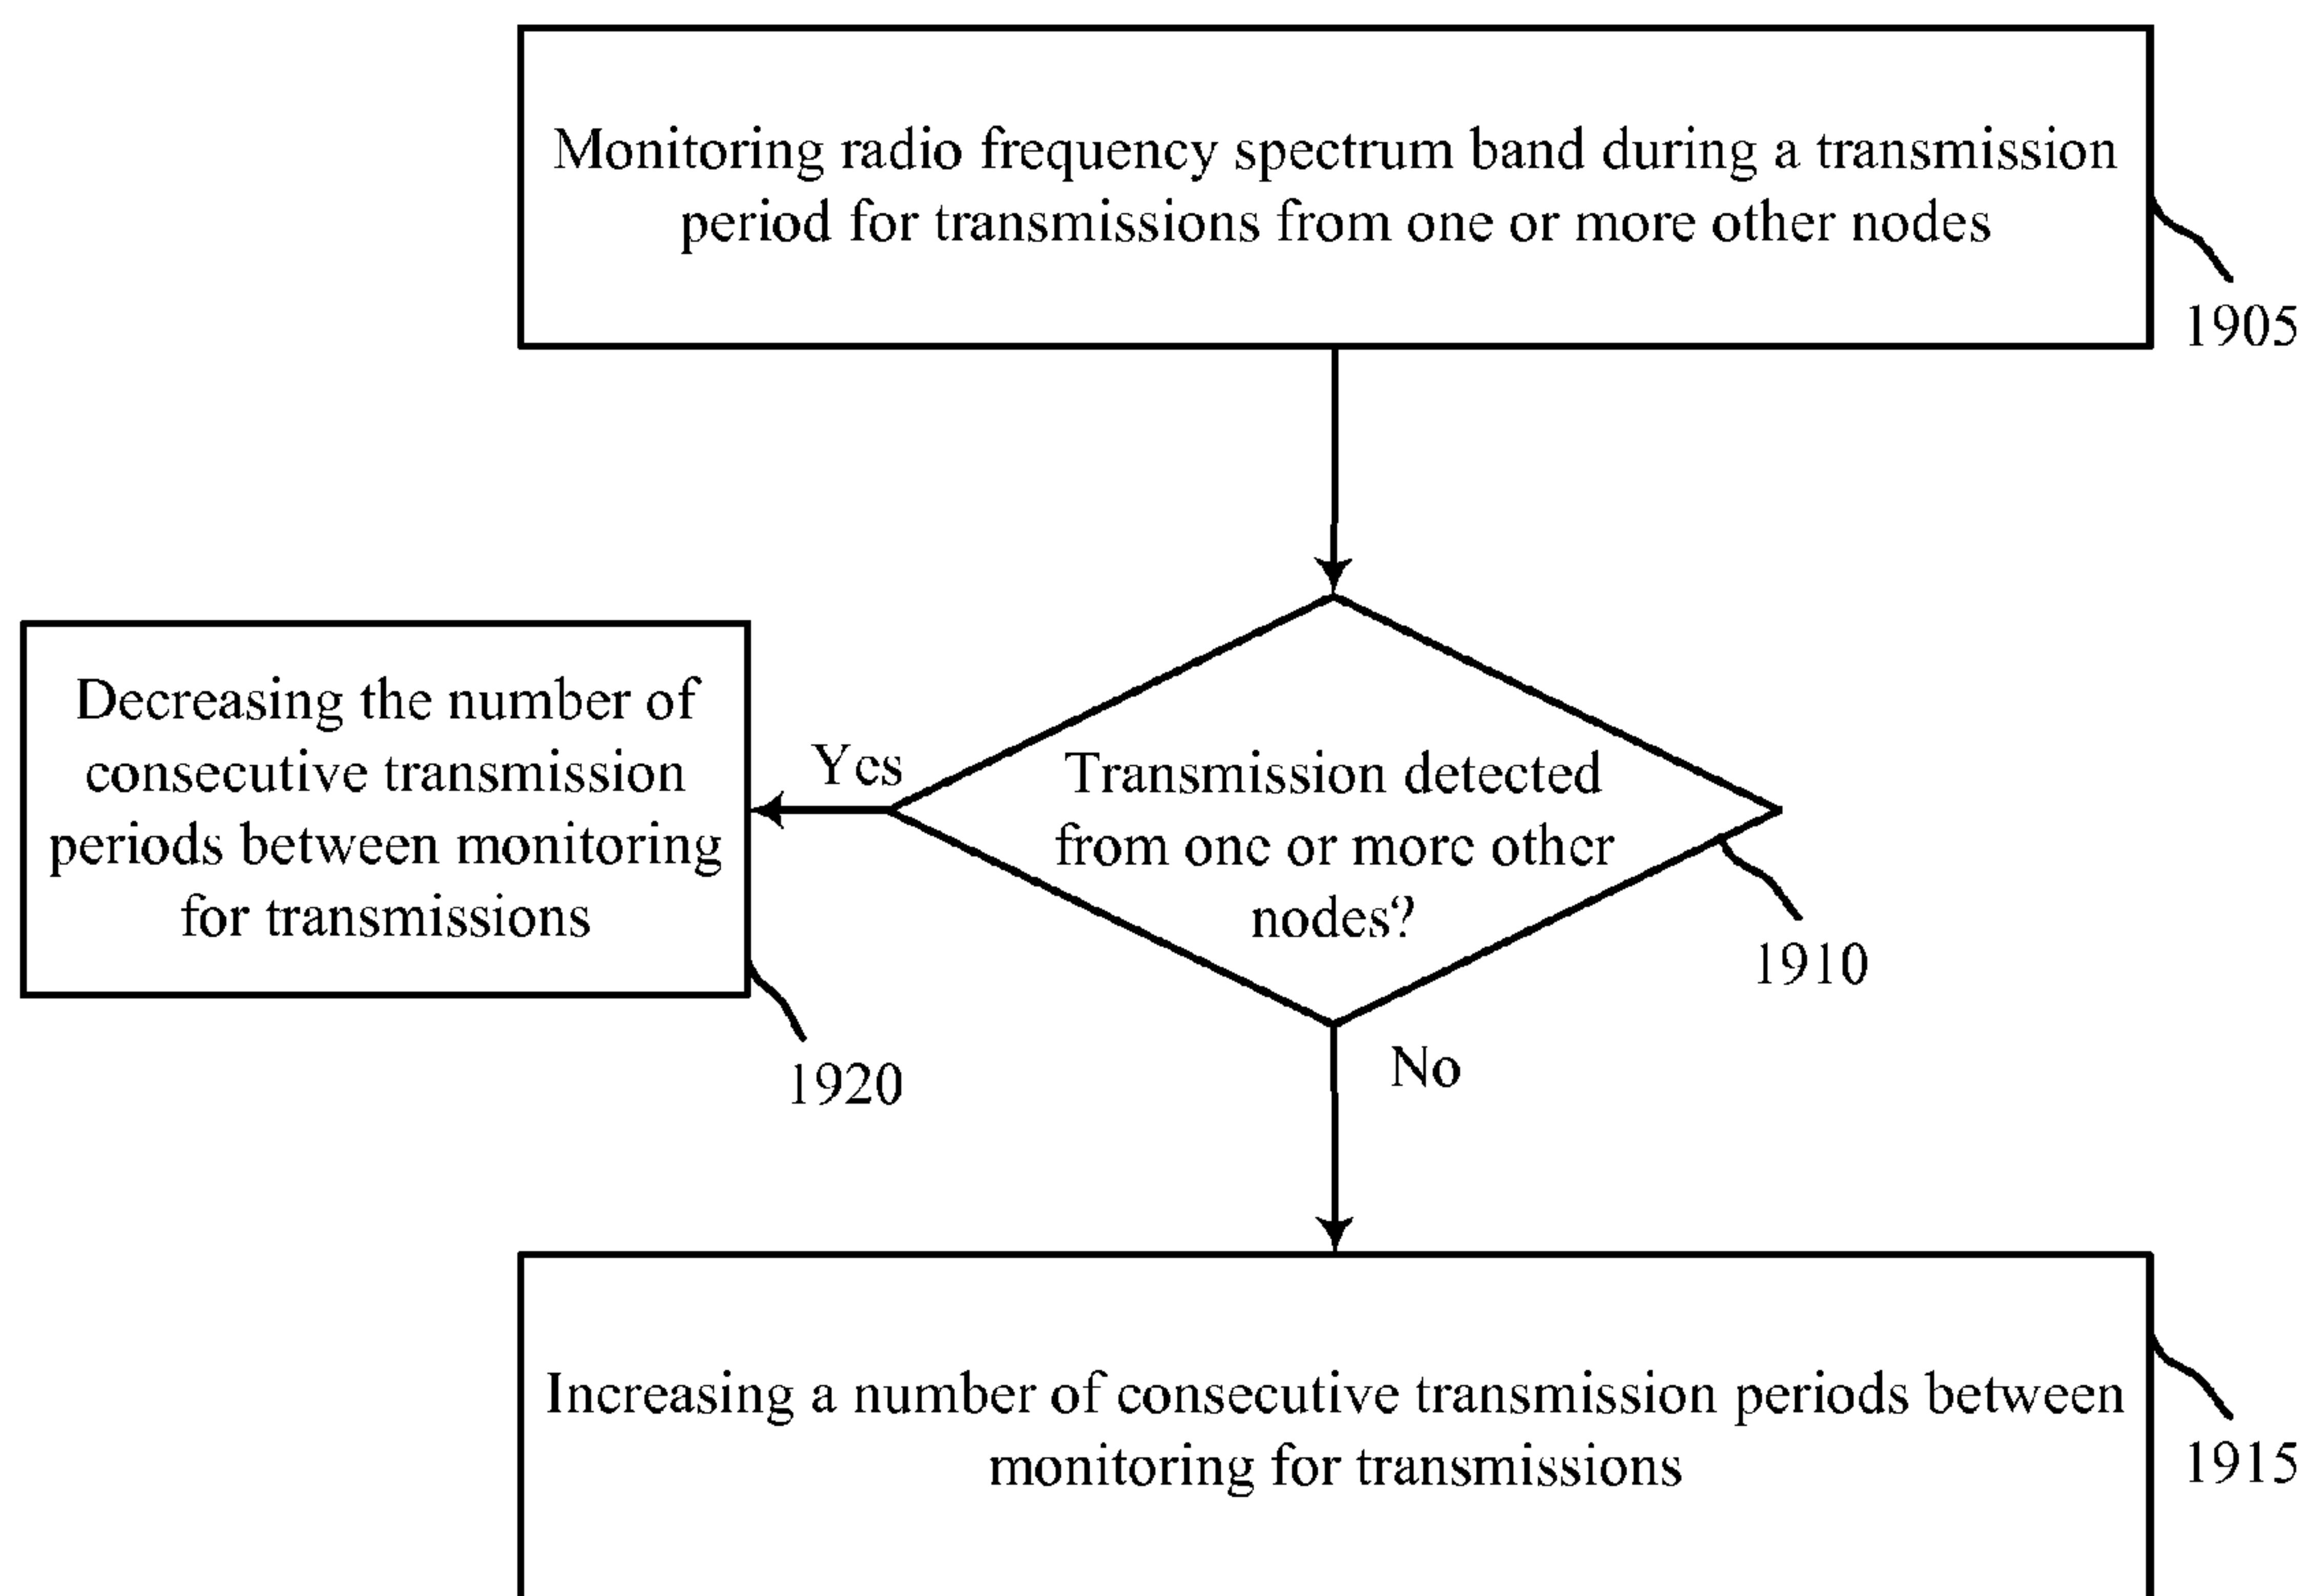 Monitoring radio frequency spectrum band during a transmission
period for transmissions from one or more other nodes
1905
Decreasing the number of
consecutive transmission
periods between monitoring
for transmissions
1920
Yes
Transmission detected
from one or more other
nodes?
1910
No
Increasing a number of consecutive transmission periods between
monitoring for transmissions
1915